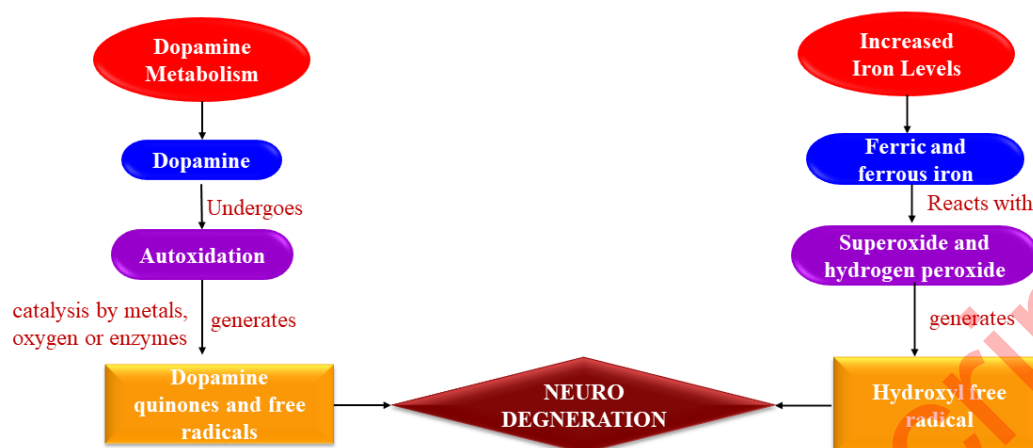 Dopamine
Metabolism
Dopamine
Undergoes
Autoxidation
catalysis by metals,
oxygen or enzymes
generates
Dopamine
quinones and free
radicals
NEURO
DEGNERATION
Increased
Iron Levels
Ferric and
ferrous iron
Reacts with
Superoxide and
hydrogen peroxide
generates
Hydroxyl free
radical